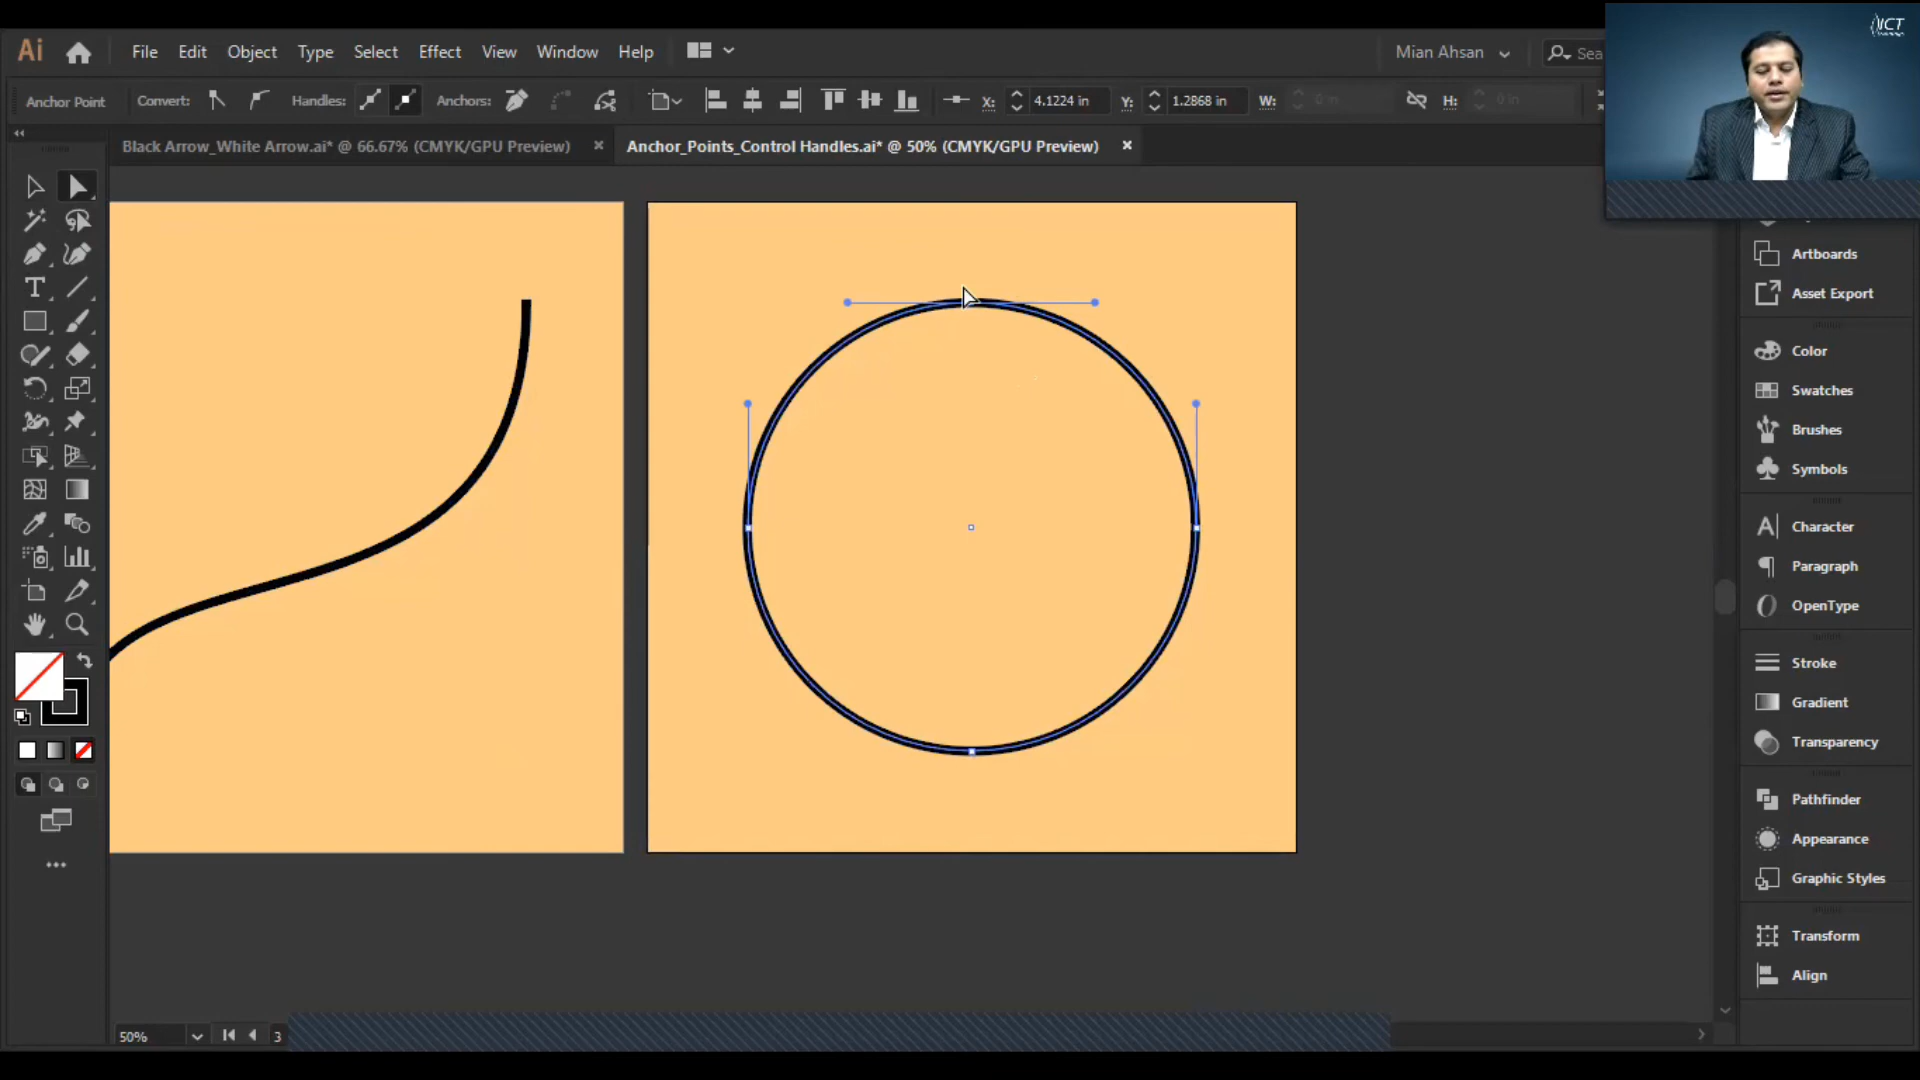 Ai File Edit Object Type Select Effect View Window Help Mian Ahsan Sea
ICT
Anchor Point Convert: Handles: Anchors: X: 4.1224 in Y: 1.2868 in W: 0 in H: 0 in
Black Arrow_White Arrow.ai* @ 66.67% (CMYK/GPU Preview) × Anchor_Points_Control Handles.ai* @ 50% (CMYK/GPU Preview) ×
Artboards
Asset Export
Color
Swatches
Brushes
Symbols
Character
Paragraph
OpenType
Stroke
Gradient
Transparency
Pathfinder
Appearance
Graphic Styles
Transform
Align
50% 3